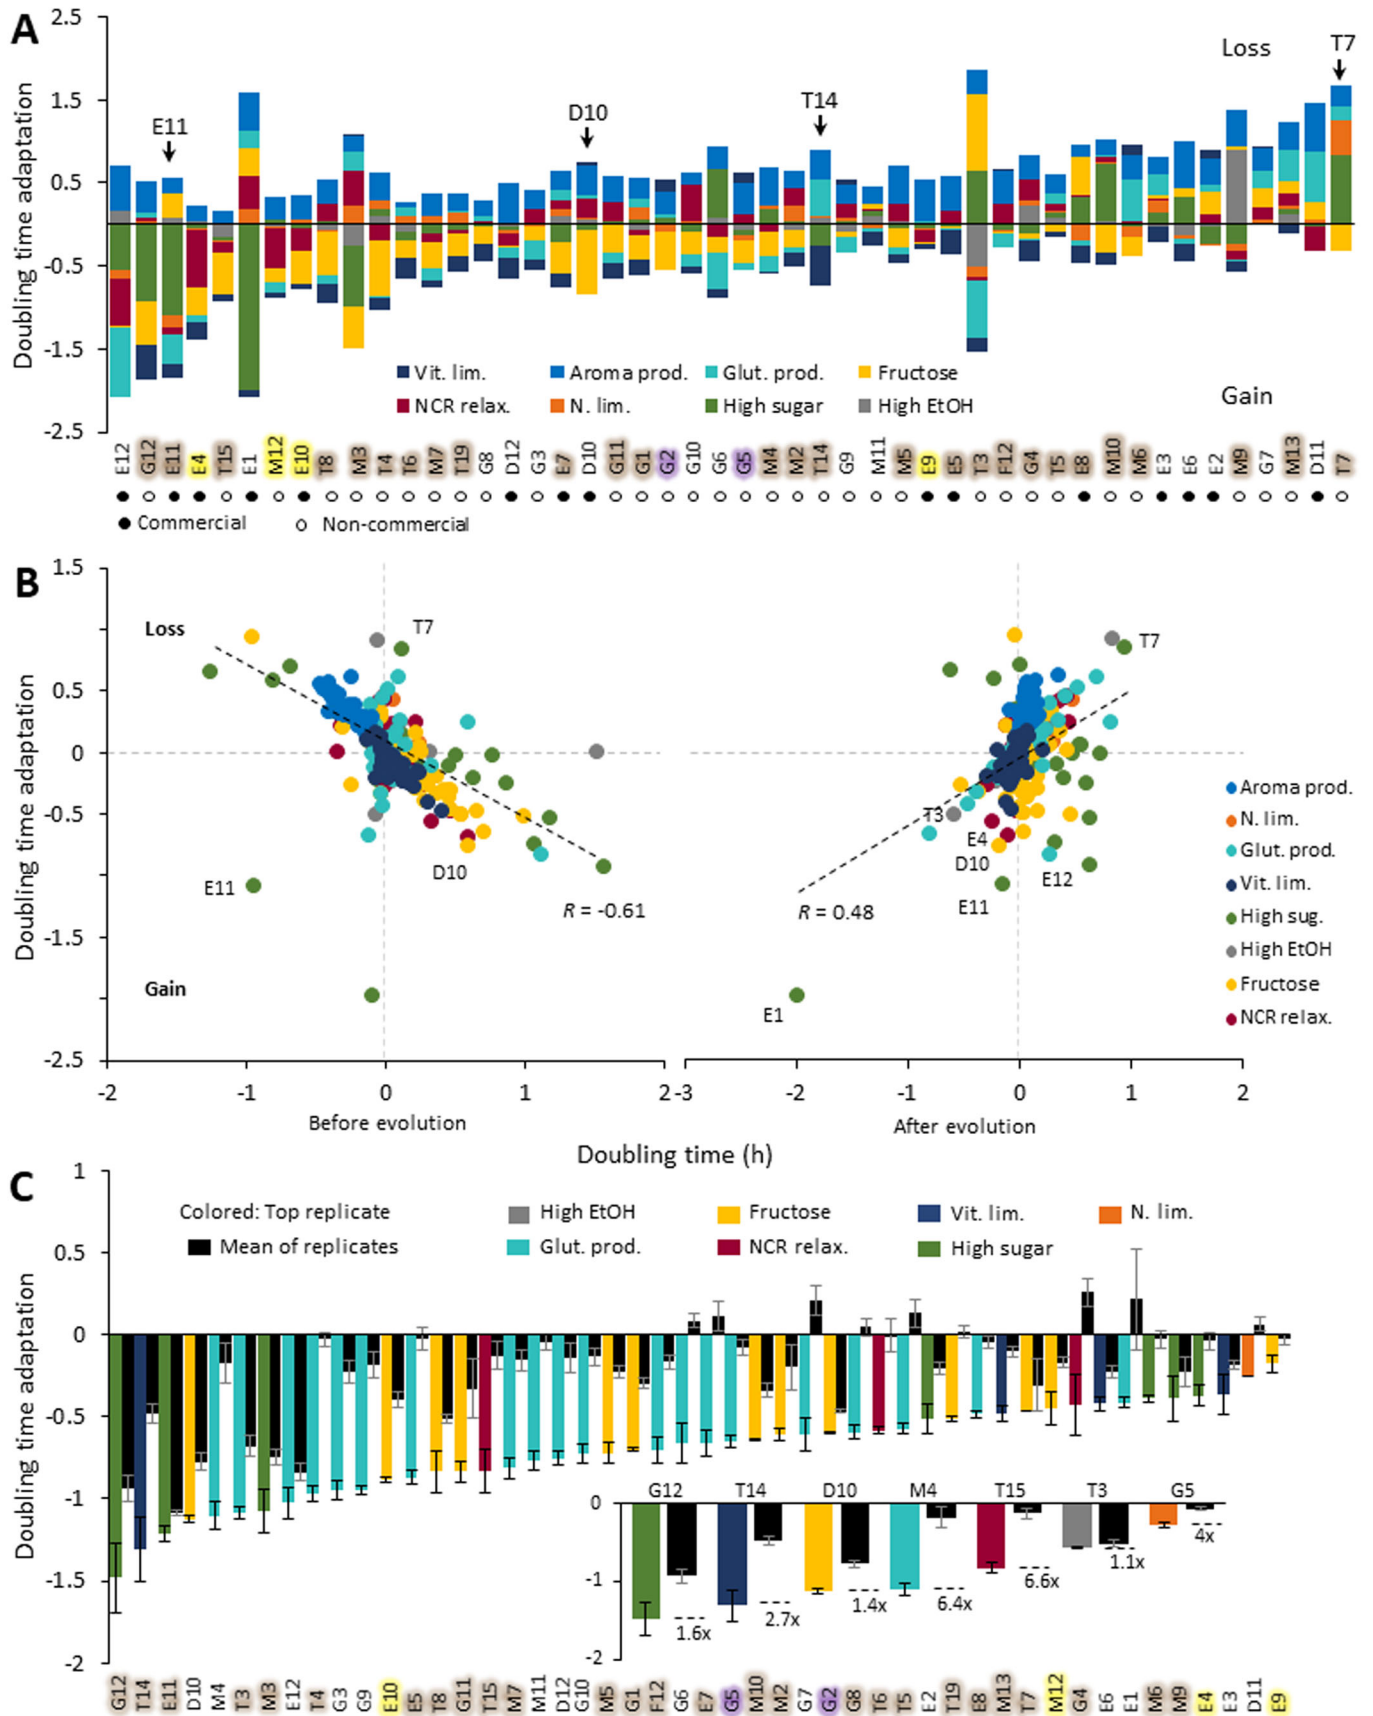 A
2.5
1.5
0.5
-0.5
-1.5
-2.5
Doubling time adaptation
Loss
T7
E11
D10
T14
Vit. lim. Aroma prod. Glut. prod. Fructose
NCR relax. N. lim. High sugar High EtOH
Gain
E12 G12 E11 E4 T15 E1 M12 E10 T8 M3 T4 T6 M7 T19 G8 D12 G3 E7 D10 G11 G1 G2 G10 G6 G5 M4 M2 T14 G9 M11 M5 E9 E5 T3 F12 G4 T5 E8 M10 M6 E3 E6 E2 M9 G7 M13 D11 T7
Commercial Non-commercial
B
1.5
0.5
0
-0.5
-1.5
-2.5
Doubling time adaptation
Loss
T7
E11
D10
R = -0.61
Gain
-2 -1 0 1 2
Before evolution
T7
T3
E4
D10
E12
E11
R = 0.48
E1
-3 -2 -1 0 1 2
After evolution
Aroma prod.
N. lim.
Glut. prod.
Vit. lim.
High sug.
High EtOH
Fructose
NCR relax.
Doubling time (h)
C
1
0.5
0
-0.5
-1
-1.5
-2
Doubling time adaptation
Colored: Top replicate High EtOH Fructose Vit. lim. N. lim.
Mean of replicates Glut. prod. NCR relax. High sugar
G12 T14 D10 M4 T15 T3 G5
0
-1
-2
1.6x 2.7x 1.4x 6.4x 6.6x 1.1x 4x
G12 T14 E11 D10 M4 T3 M3 E12 T4 G3 G9 E10 E5 T8 G11 T15 M7 M11 D12 G10 M5 G1 F12 G6 E7 G5 M10 M2 G7 G2 G8 T6 T5 E2 T19 E8 M13 T7 M12 G4 E6 E1 M6 M9 E4 E3 D11 E9